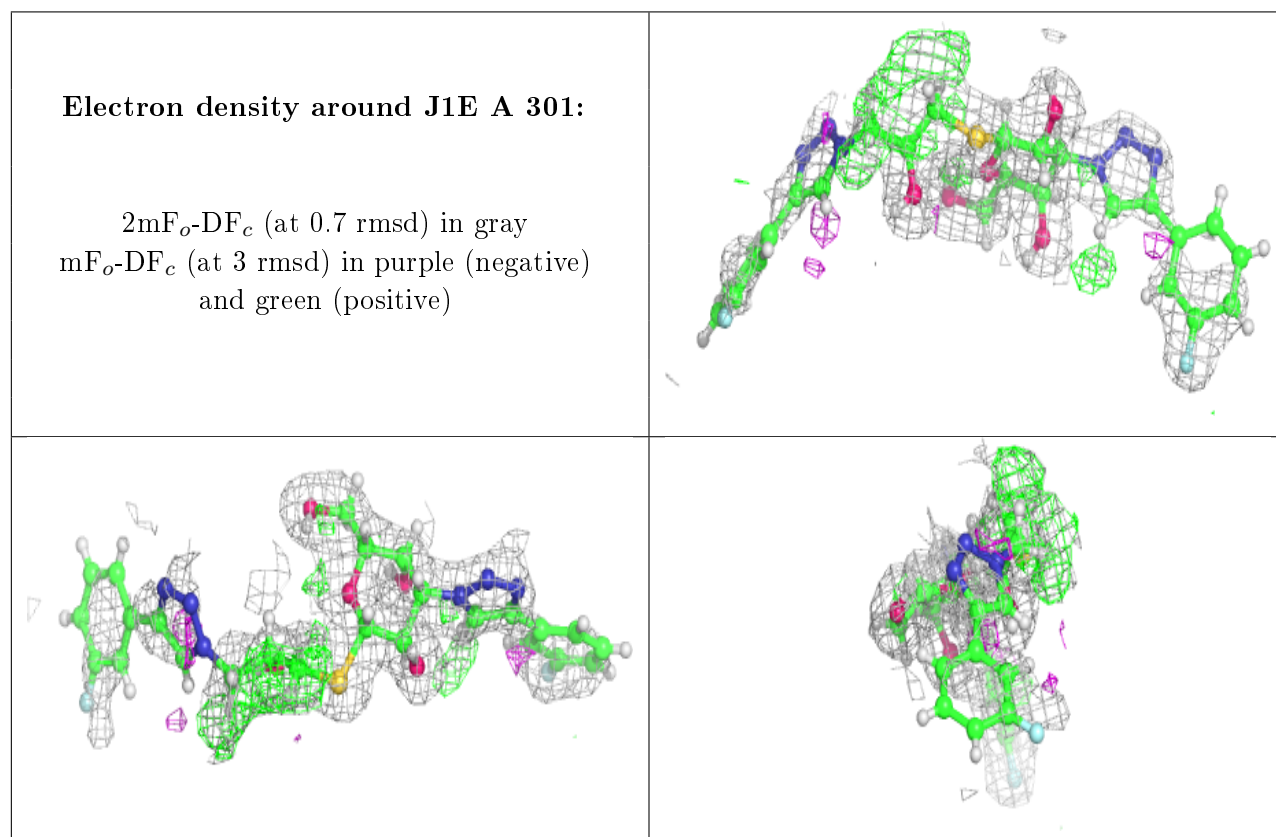 Electron density around J1E A 301:
2mFo-DFc (at 0.7 rmsd) in gray
mFo-DFc (at 3 rmsd) in purple (negative)
and green (positive)